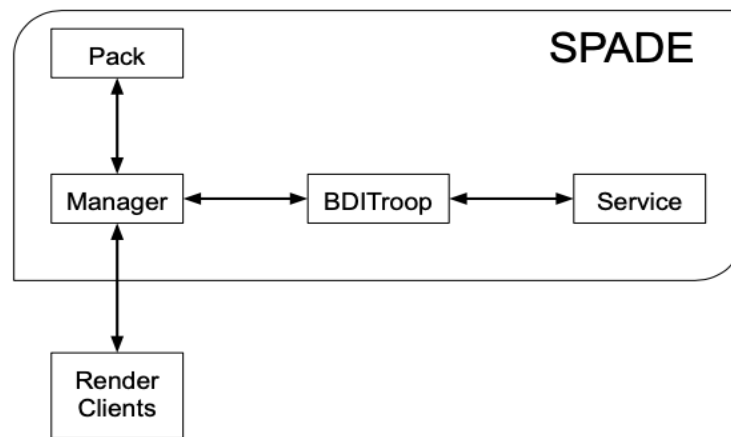 SPADE
Pack
Manager
BDITroop
Service
Render
Clients